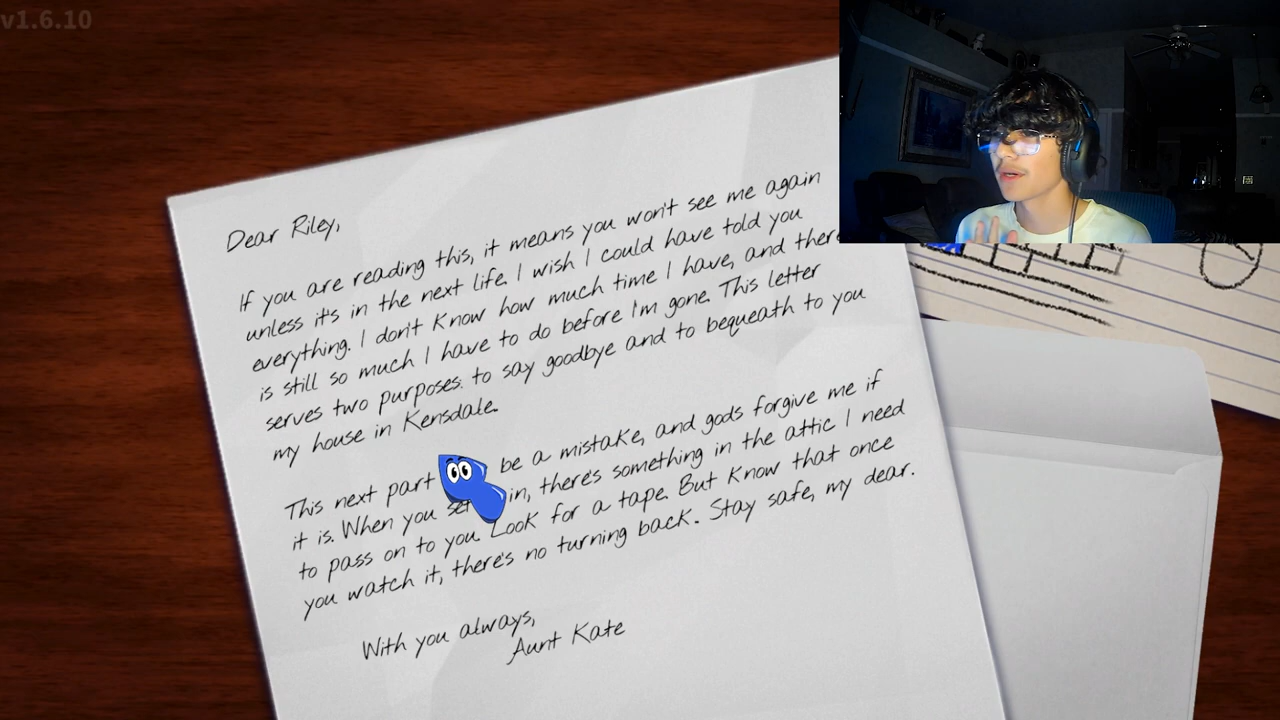 v1.6.10
Dear Riley,
If you are reading this, it means you won't see me again
unless it's in the next life. I wish I could have told you
everything. I don't know how much time I have, and there
is still so much I have to do before I'm gone. This letter
serves two purposes: to say goodbye and to bequeath to you
my house in Kensdale.
This next part be a mistake, and gods forgive me if
it is. When you in, there's something in the attic I need
to pass on to you. Look for a tape. But know that once
you watch it, there's no turning back. Stay safe, my dear.
With you always,
Aunt Kate